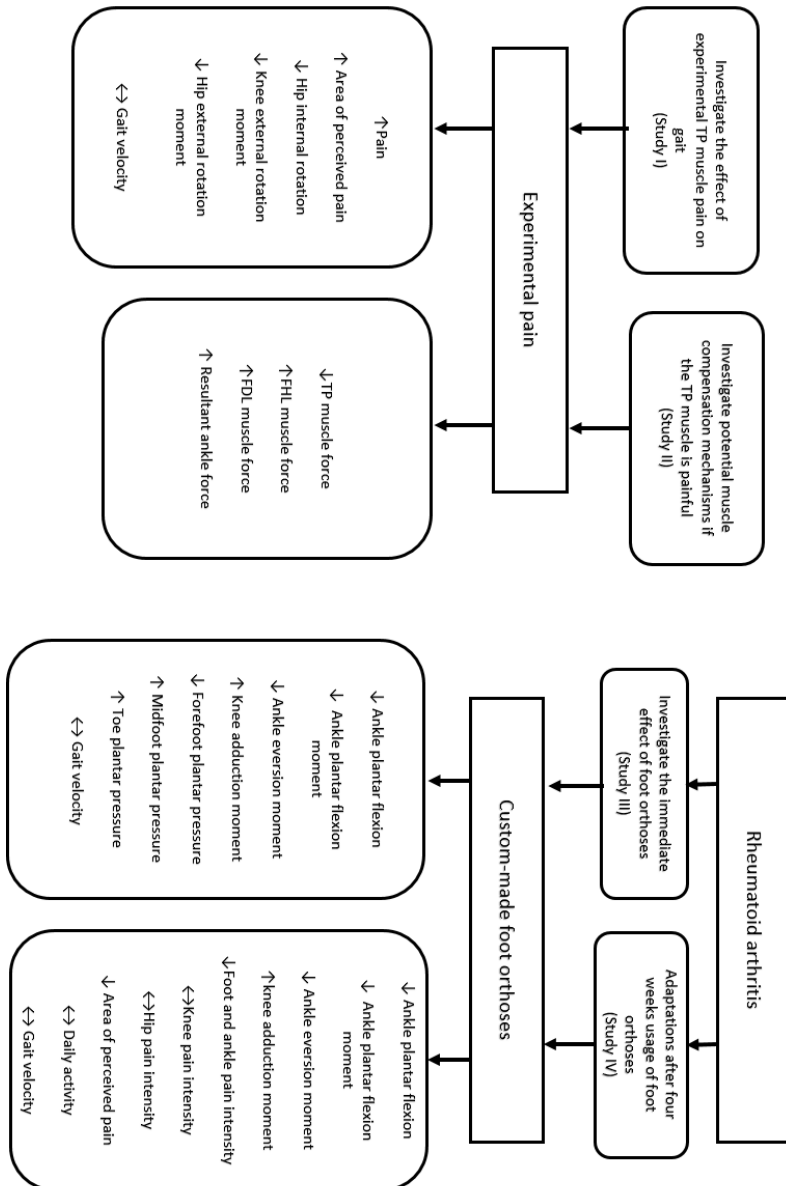 Investigate the effect of
experimental TP muscle pain on
gait
(Study I)
Investigate potential muscle
compensation mechanisms if
the TP muscle is painful
(Study II)
Experimental pain
↑Pain
↑ Area of perceived pain
↓ Hip internal rotation
↓ Knee external rotation
moment
↓ Hip external rotation
moment
↔ Gait velocity
↓TP muscle force
↑FHL muscle force
↑FDL muscle force
↑ Resultant ankle force
Rheumatoid arthritis
Investigate the immediate
effect of foot orthoses
(Study III)
Adaptations after four
weeks usage of foot
orthoses
(Study IV)
Custom-made foot orthoses
↓ Ankle plantar flexion
↓ Ankle plantar flexion
moment
↓ Ankle eversion moment
↑ Knee adduction moment
↓ Forefoot plantar pressure
↑ Midfoot plantar pressure
↑ Toe plantar pressure
↔ Gait velocity
↓ Ankle plantar flexion
↓ Ankle plantar flexion
moment
↓ Ankle eversion moment
↑knee adduction moment
↓Foot and ankle pain intensity
↔Knee pain intensity
↔Hip pain intensity
↓ Area of perceived pain
↔ Daily activity
↔ Gait velocity